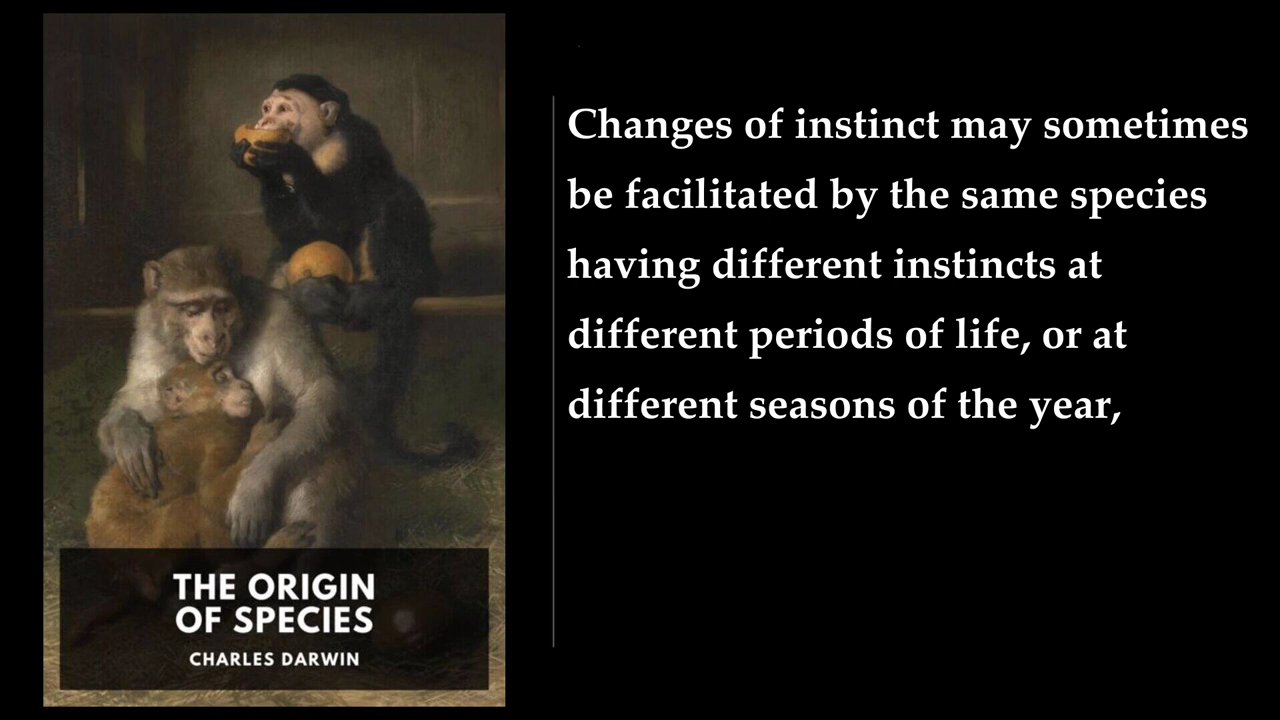 THE ORIGIN
OF SPECIES
CHARLES DARWIN
Changes of instinct may sometimes
be facilitated by the same species
having different instincts at
different periods of life, or at
different seasons of the year,